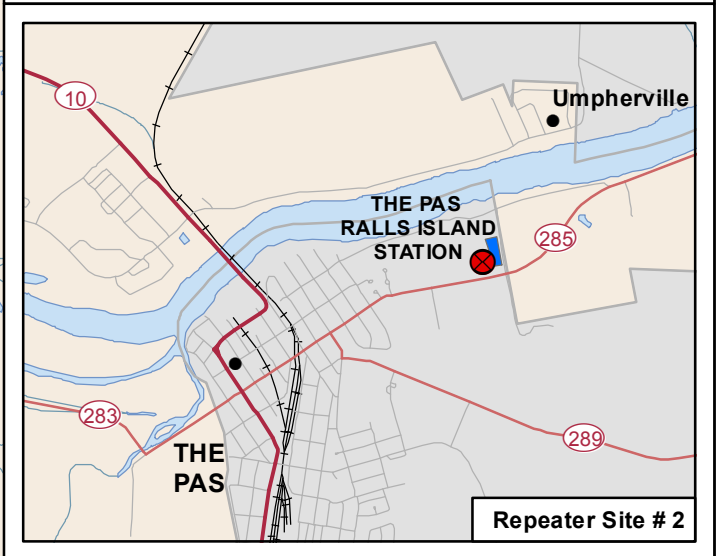 10
Umpherville
THE PAS
RALLS ISLAND
STATION
285
283
THE
PAS
289
Repeater Site # 2